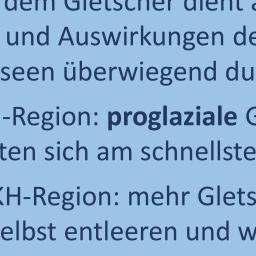 dem Gletscher dient a
und Auswirkungen de
seen überwiegend du
-Region: proglaziale G
ten sich am schnellste
KH-Region: mehr Glets
elbst entleeren und w